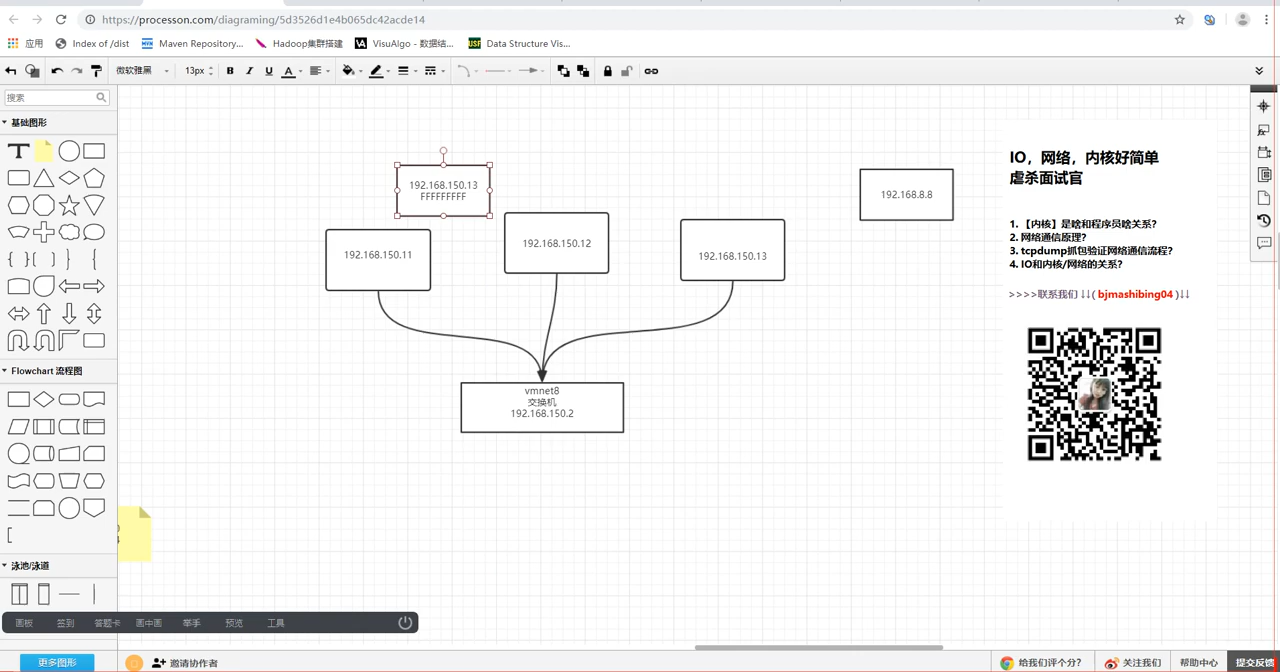 https://processon.com/diagraming/5d3526d1e4b065dc42acde14
应用
Index of /dist
Maven Repository...
Hadoop集群搭建
VisuAlgo - 数据结...
Data Structure Vis...
微软雅黑
13px
B
I
U
A
搜索
基础图形
T
Flowchart 流程图
泳池/泳道
192.168.150.13
FFFFFFFFF
192.168.150.11
192.168.150.12
192.168.150.13
192.168.8.8
vmnet8
交换机
192.168.150.2
IO，网络，内核好简单
虐杀面试官
1. 【内核】是啥和程序员啥关系?
2. 网络通信原理?
3. tcpdump抓包验证网络通信流程?
4. IO和内核/网络的关系?
>>>>联系我们 ↓↓( bjmashibing04 )↓↓
画板
签到
答题卡
画中画
举手
预览
工具
更多图形
邀请协作者
给我们评个分?
关注我们
帮助中心
提交反馈